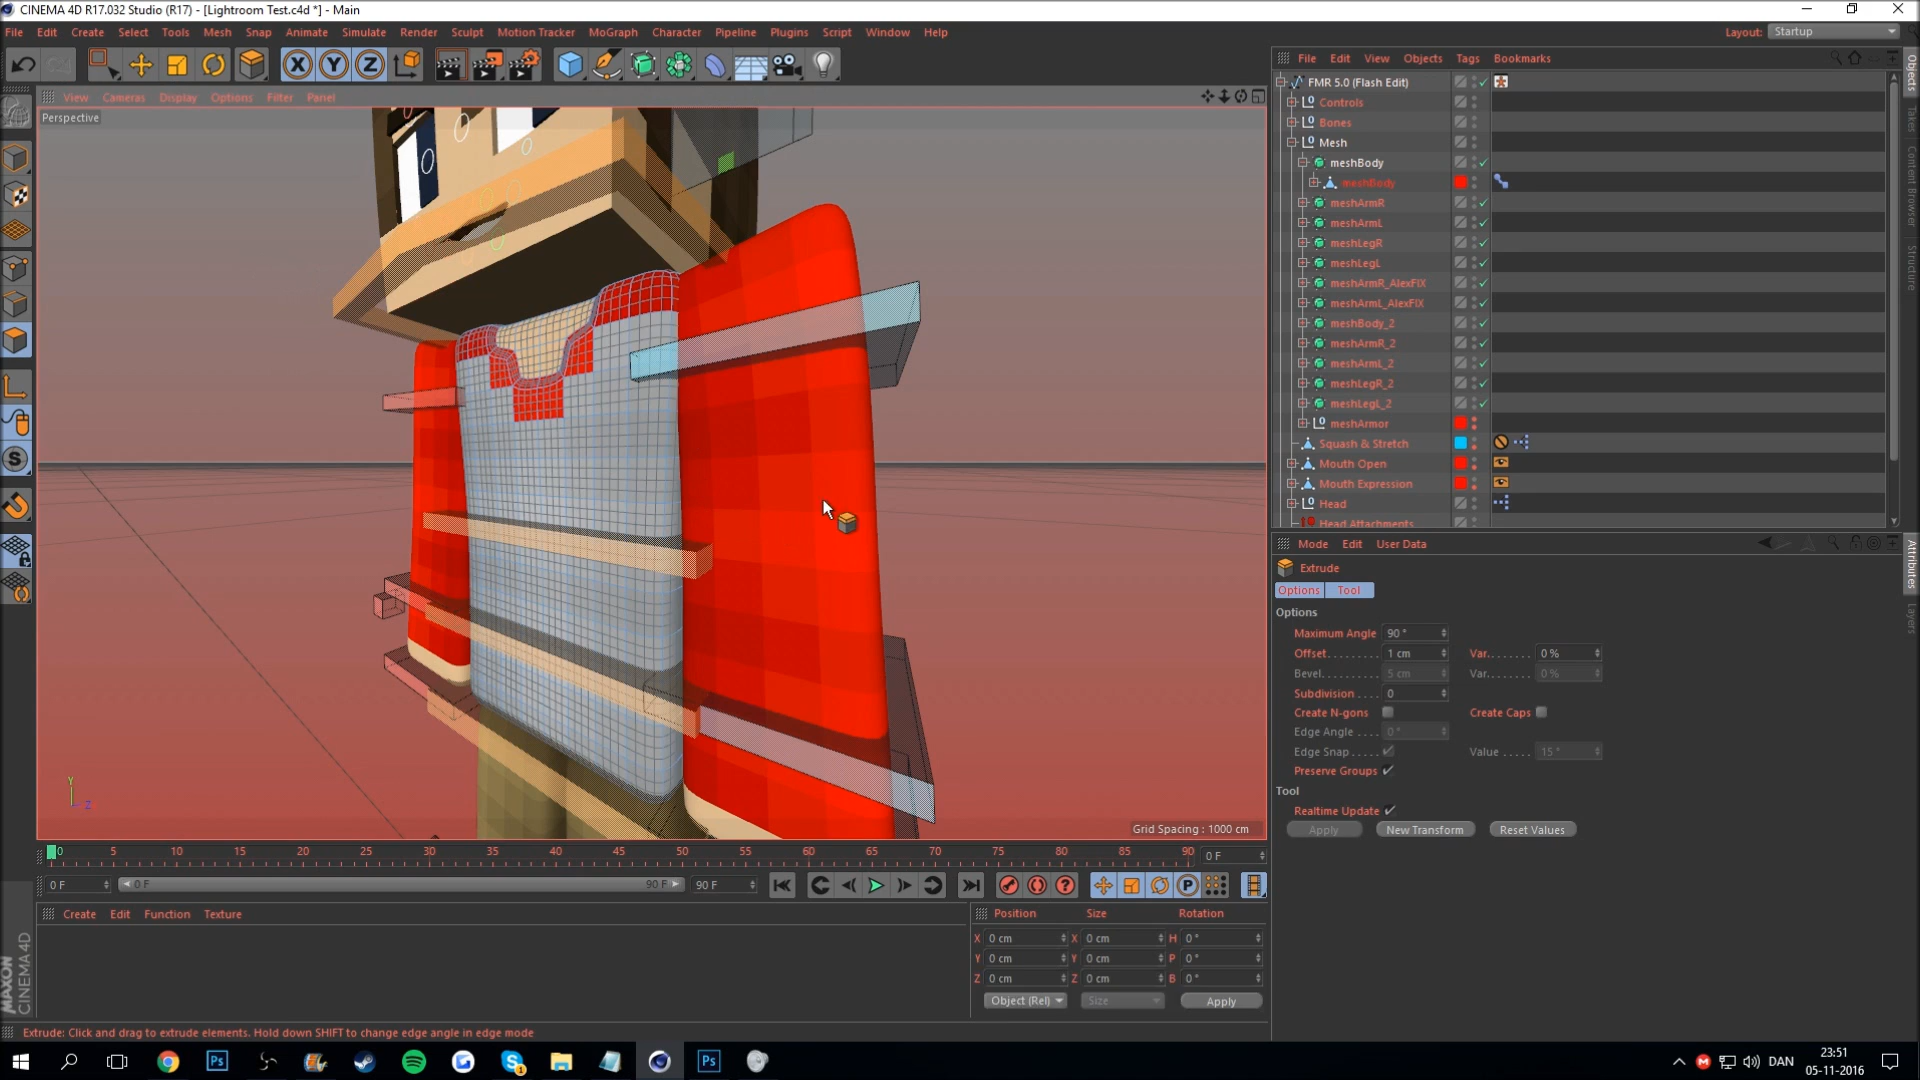 CINEMA 4D R17.032 Studio (R17) - [Lightroom Test.c4d *] - Main
File Edit Create Select Tools Mesh Snap Animate Simulate Render Sculpt Motion Tracker MoGraph Character Pipeline Plugins Script Window Help
Layout: Startup
X Y Z
View Cameras Display Options Filter Panel
Perspective
Grid Spacing : 1000 cm
Y
Z
File Edit View Objects Tags Bookmarks
FMR 5.0 (Flash Edit)
Controls
Bones
Mesh
meshBody
meshBody
meshArmR
meshArmL
meshLegR
meshLegL
meshArmR_AlexFIX
meshArmL_AlexFIX
meshBody_2
meshArmR_2
meshArmL_2
meshLegR_2
meshLegL_2
meshArmor
Squash & Stretch
Mouth Open
Mouth Expression
Head
Head Attachments
Objects
Takes
Content Browser
Structure
Attributes
Layers
Mode Edit User Data
Extrude
Options Tool
Options
Maximum Angle 90 °
Offset 1 cm Var. 0 %
Bevel 5 cm Var. 0 %
Subdivision 0
Create N-gons Create Caps
Edge Angle 0 °
Edge Snap Value 15 °
Preserve Groups
Tool
Realtime Update
Apply New Transform Reset Values
0 5 10 15 20 25 30 35 40 45 50 55 60 65 70 75 80 85 90
0 F
0 F 0 F 90 F 90 F
Create Edit Function Texture
Position Size Rotation
X 0 cm X 0 cm H 0 °
Y 0 cm Y 0 cm P 0 °
Z 0 cm Z 0 cm B 0 °
Object (Rel) Size Apply
MAXON CINEMA 4D
Extrude: Click and drag to extrude elements. Hold down SHIFT to change edge angle in edge mode
Ps
Ps
DAN
23:51
05-11-2016